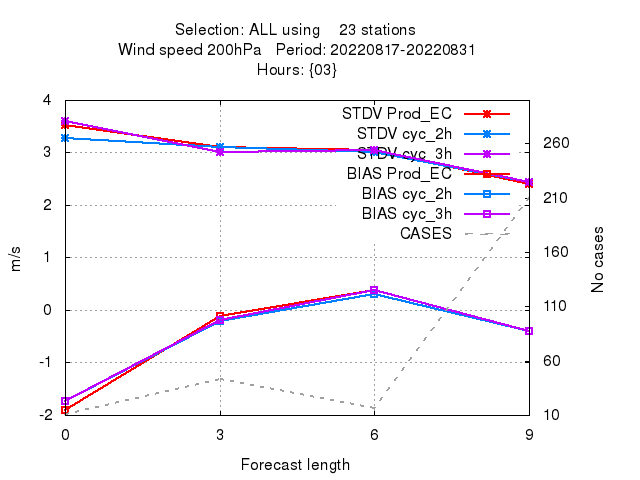 Selection: ALL using 23 stations
Wind speed 200hPa Period: 20220817-20220831
Hours: {03}
4
3
2
1
0
-1
-2
m/s
STDV Prod_EC
STDV cyc_2h
STDV cyc_3h
BIAS Prod_EC
BIAS cyc_2h
BIAS cyc_3h
CASES
260
210
160
110
60
10
No cases
0 3 6 9
Forecast length